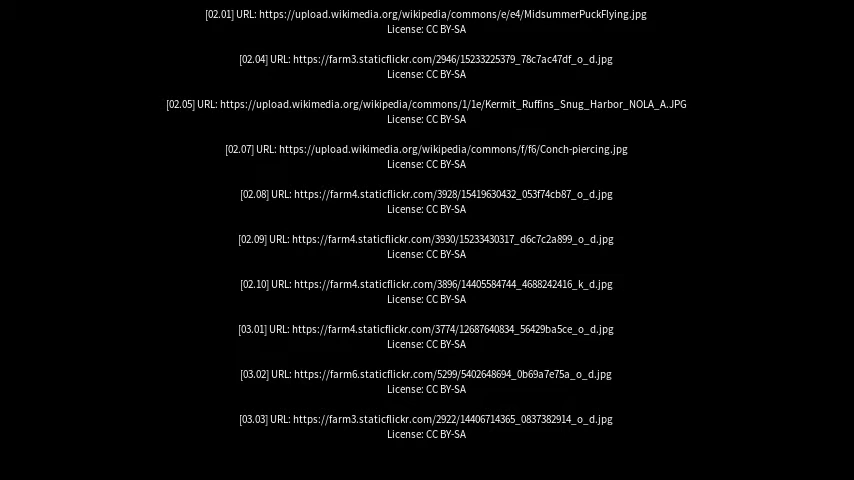 [02.01] URL: https://upload.wikimedia.org/wikipedia/commons/e/e4/MidsummerPuckFlying.jpg
License: CC BY-SA
[02.04] URL: https://farm3.staticflickr.com/2946/15233225379_78c7ac47df_o_d.jpg
License: CC BY-SA
[02.05] URL: https://upload.wikimedia.org/wikipedia/commons/1/1e/Kermit_Ruffins_Snug_Harbor_NOLA_A.JPG
License: CC BY-SA
[02.07] URL: https://upload.wikimedia.org/wikipedia/commons/f/f6/Conch-piercing.jpg
License: CC BY-SA
[02.08] URL: https://farm4.staticflickr.com/3928/15419630432_053f74cb87_o_d.jpg
License: CC BY-SA
[02.09] URL: https://farm4.staticflickr.com/3930/15233430317_d6c7c2a899_o_d.jpg
License: CC BY-SA
[02.10] URL: https://farm4.staticflickr.com/3896/14405584744_4688242416_k_d.jpg
License: CC BY-SA
[03.01] URL: https://farm4.staticflickr.com/3774/12687640834_56429ba5ce_o_d.jpg
License: CC BY-SA
[03.02] URL: https://farm6.staticflickr.com/5299/5402648694_0b69a7e75a_o_d.jpg
License: CC BY-SA
[03.03] URL: https://farm3.staticflickr.com/2922/14406714365_0837382914_o_d.jpg
License: CC BY-SA